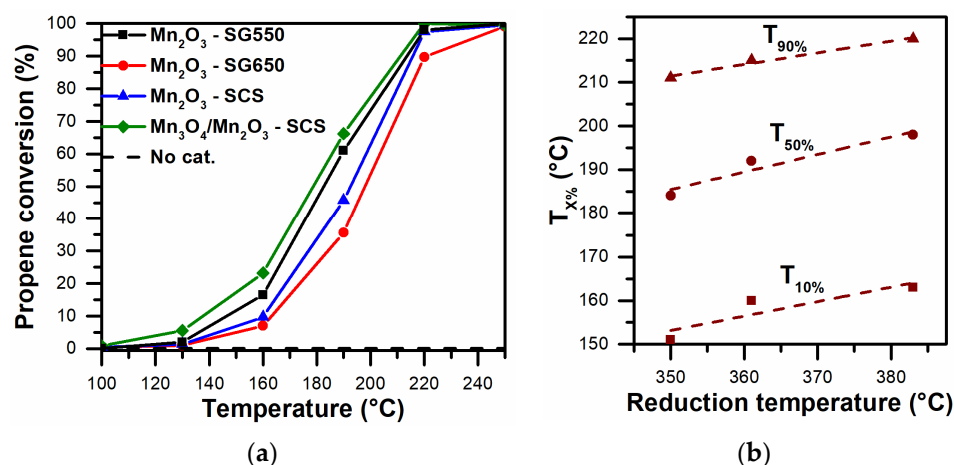 Propene conversion (%)
100
90
80
70
60
50
40
30
20
10
0
Mn₂O₃ - SG550
Mn₂O₃ - SG650
Mn₂O₃ - SCS
Mn₃O₄/Mn₂O₃ - SCS
No cat.
100 120 140 160 180 200 220 240
Temperature (°C)
(a)
T_X% (°C)
220
210
200
190
180
170
160
150
T₉₀%
T₅₀%
T₁₀%
350 360 370 380
Reduction temperature (°C)
(b)